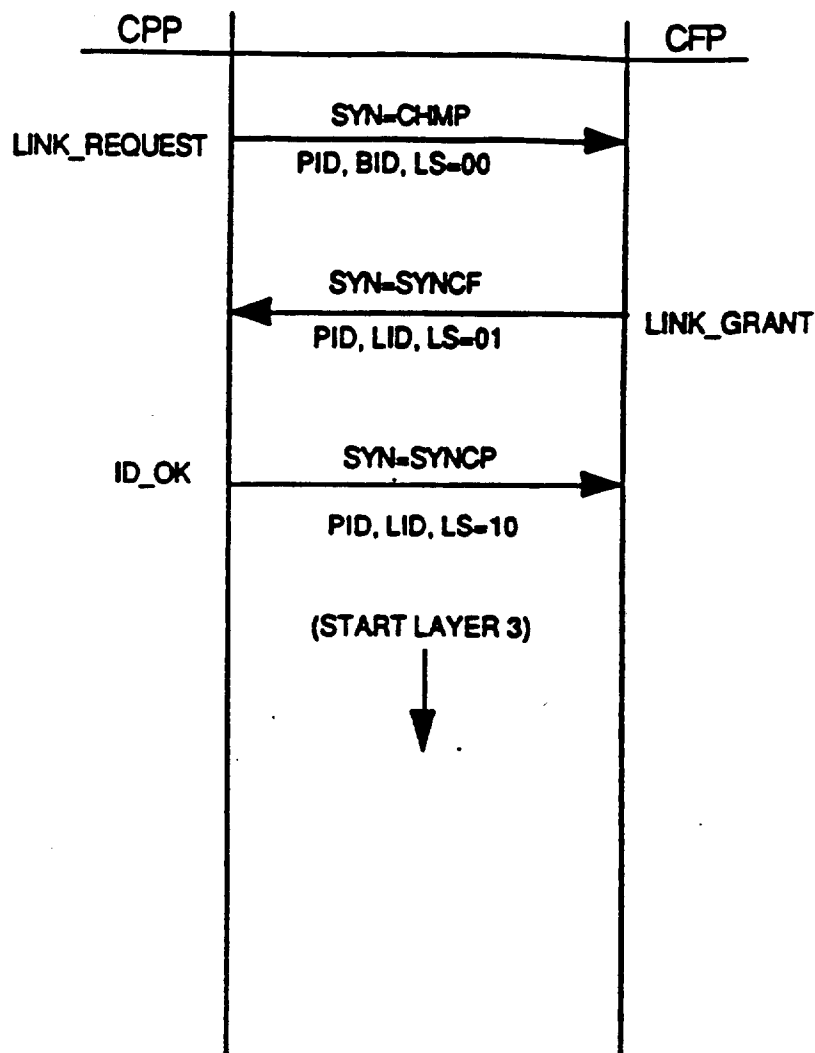 CPP
CFP
SYN=CHMP
LINK_REQUEST
PID, BID, LS=00
SYN=SYNCF
LINK_GRANT
PID, LID, LS=01
SYN=SYNCP
ID_OK
PID, LID, LS=10
(START LAYER 3)